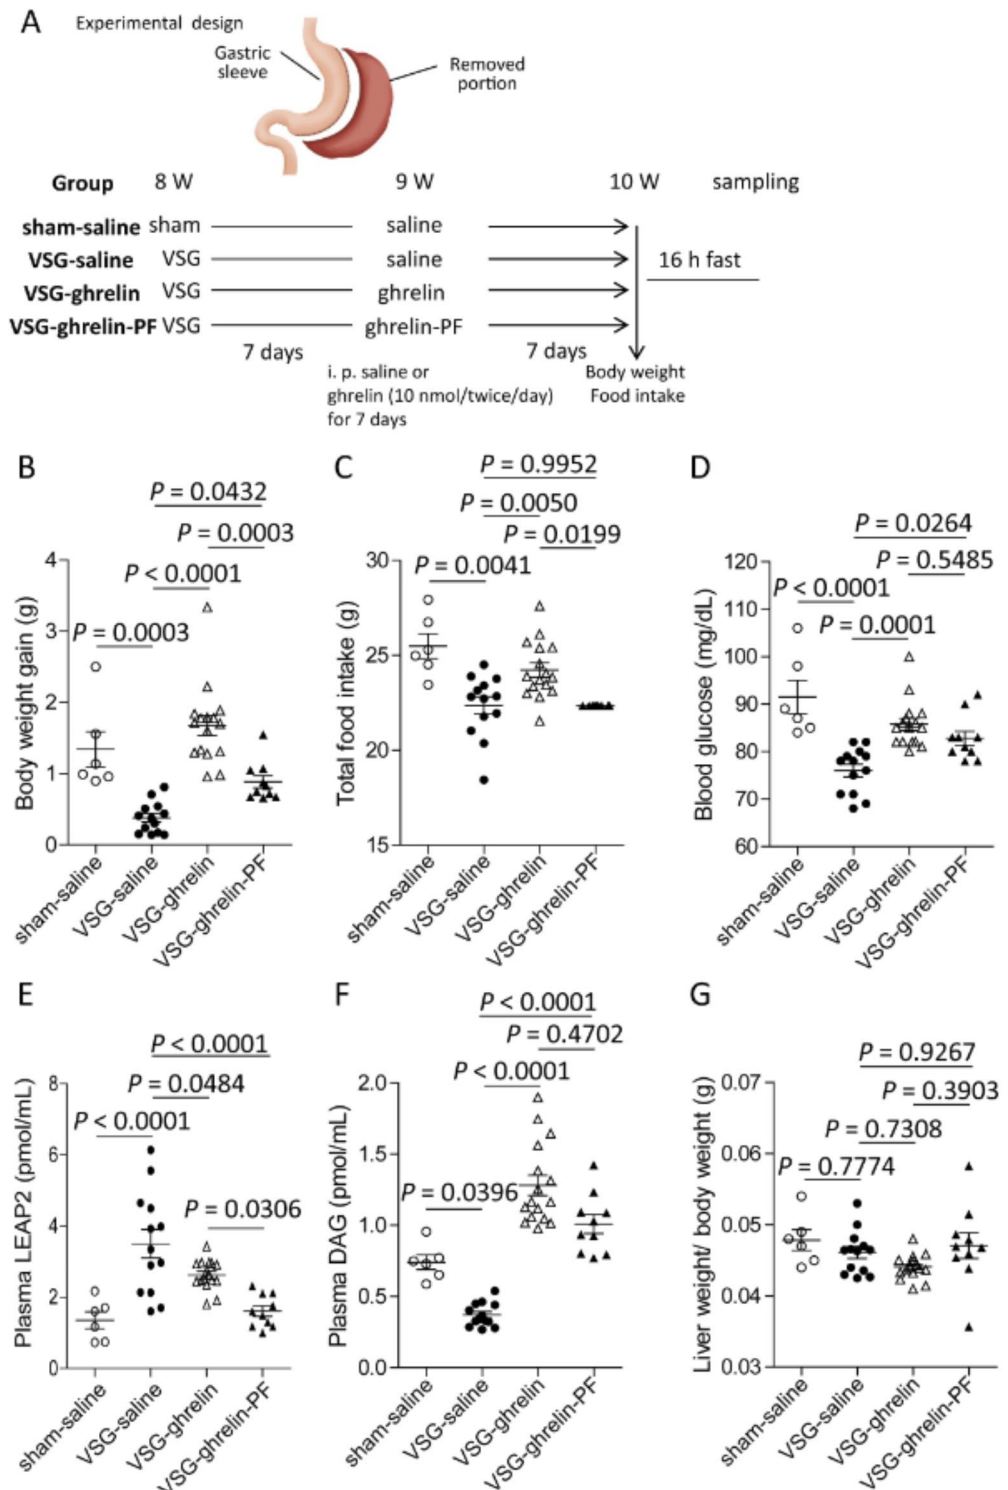 A
Experimental design
Gastric
sleeve
Removed
portion
Group 8 W 9 W 10 W sampling
sham-saline sham saline
VSG-saline VSG saline 16 h fast
VSG-ghrelin VSG ghrelin
VSG-ghrelin-PF VSG ghrelin-PF
7 days 7 days
i. p. saline or
ghrelin (10 nmol/twice/day)
for 7 days
Body weight
Food intake
B
P = 0.0432
P = 0.0003
P < 0.0001
P = 0.0003
Body weight gain (g)
4
3
2
1
0
sham-saline
VSG-saline
VSG-ghrelin
VSG-ghrelin-PF
C
P = 0.9952
P = 0.0050
P = 0.0199
P = 0.0041
Total food intake (g)
30
25
20
15
sham-saline
VSG-saline
VSG-ghrelin
VSG-ghrelin-PF
D
P = 0.0264
P = 0.5485
P < 0.0001
P = 0.0001
Blood glucose (mg/dL)
120
110
100
90
80
70
60
sham-saline
VSG-saline
VSG-ghrelin
VSG-ghrelin-PF
E
P < 0.0001
P = 0.0484
P < 0.0001
P = 0.0306
Plasma LEAP2 (pmol/mL)
8
6
4
2
0
sham-saline
VSG-saline
VSG-ghrelin
VSG-ghrelin-PF
F
P < 0.0001
P = 0.4702
P < 0.0001
P = 0.0396
Plasma DAG (pmol/mL)
2.0
1.5
1.0
0.5
0.0
sham-saline
VSG-saline
VSG-ghrelin
VSG-ghrelin-PF
G
P = 0.9267
P = 0.3903
P = 0.7308
P = 0.7774
Liver weight/ body weight (g)
0.07
0.06
0.05
0.04
0.03
sham-saline
VSG-saline
VSG-ghrelin
VSG-ghrelin-PF